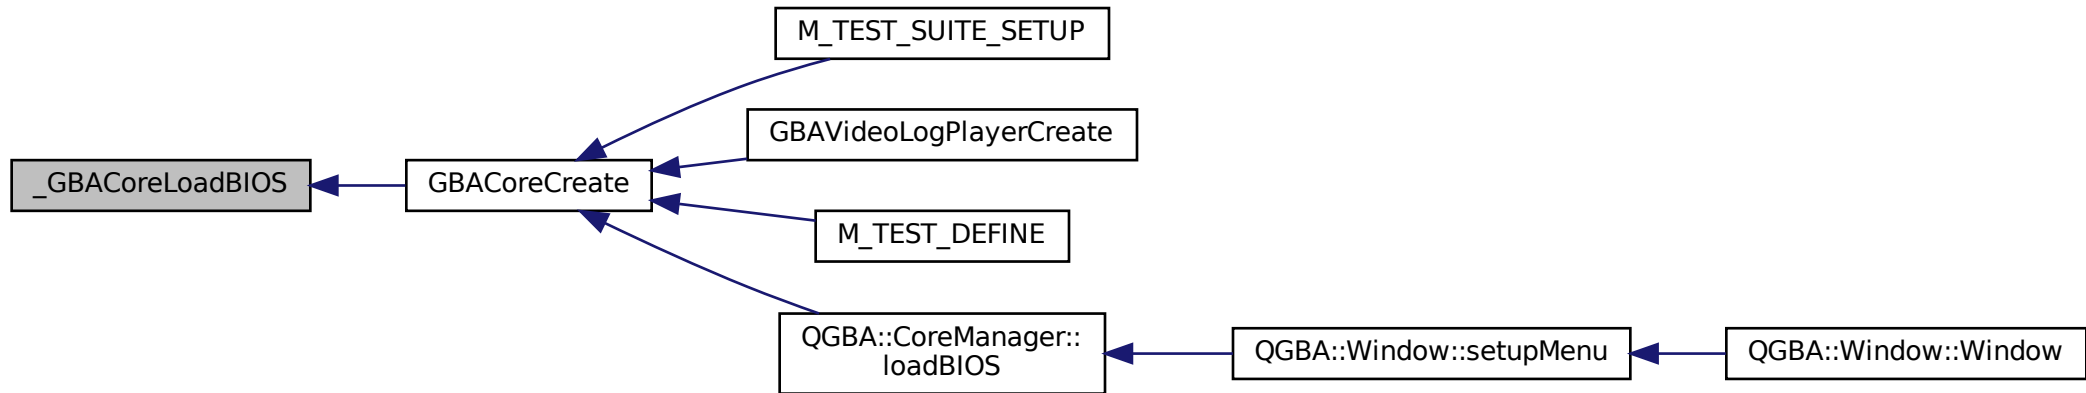 M_TEST_SUITE_SETUP
GBAVideoLogPlayerCreate
_GBACoreLoadBIOS
GBACoreCreate
M_TEST_DEFINE
QGBA::CoreManager::
loadBIOS
QGBA::Window::setupMenu
QGBA::Window::Window